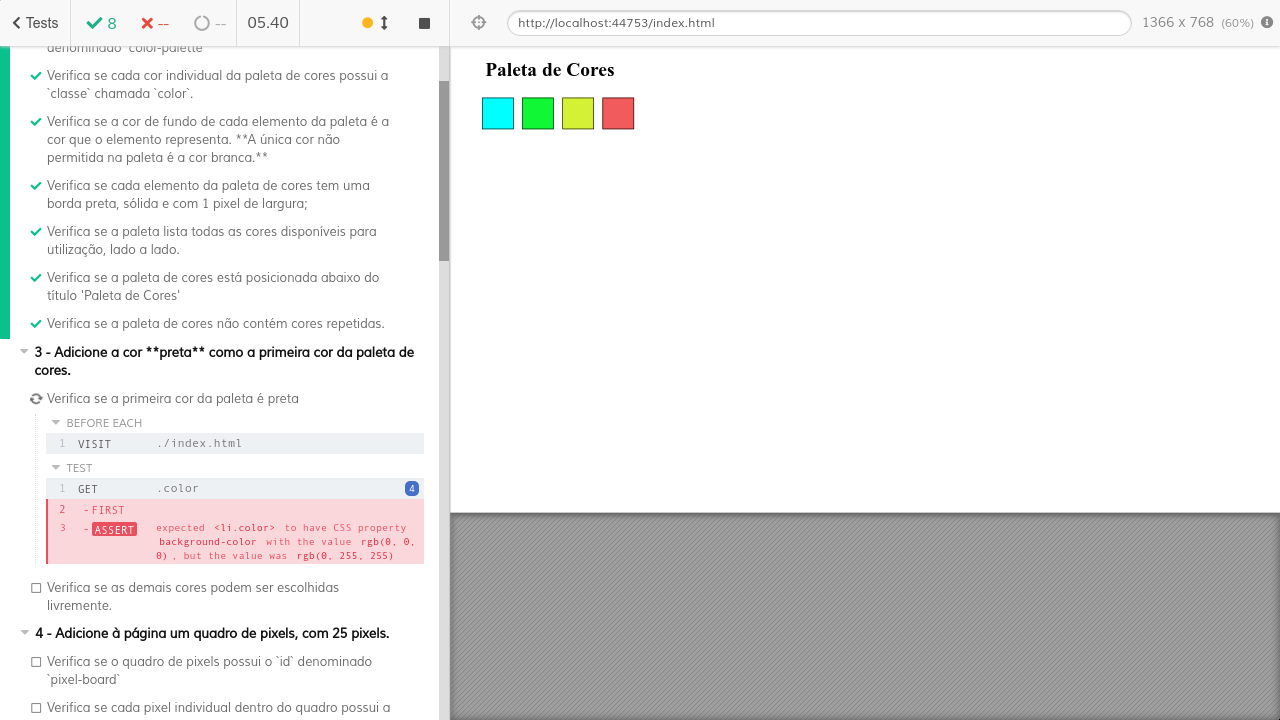 Tests
8
--
--
05.40
http://localhost:44753/index.html
1366 x 768 (60%)
denominado `color-palette`
Verifica se cada cor individual da paleta de cores possui a
`classe` chamada `color`.
Verifica se a cor de fundo de cada elemento da paleta é a
cor que o elemento representa. **A única cor não
permitida na paleta é a cor branca.**
Verifica se cada elemento da paleta de cores tem uma
borda preta, sólida e com 1 pixel de largura;
Verifica se a paleta lista todas as cores disponíveis para
utilização, lado a lado.
Verifica se a paleta de cores está posicionada abaixo do
título 'Paleta de Cores'
Verifica se a paleta de cores não contém cores repetidas.
3 - Adicione a cor **preta** como a primeira cor da paleta de
cores.
Verifica se a primeira cor da paleta é preta
BEFORE EACH
1 VISIT ./index.html
TEST
1 GET .color 4
2 -FIRST
3 -ASSERT expected <li.color> to have CSS property
background-color with the value rgb(0, 0,
0) , but the value was rgb(0, 255, 255)
Verifica se as demais cores podem ser escolhidas
livremente.
4 - Adicione à página um quadro de pixels, com 25 pixels.
Verifica se o quadro de pixels possui o `id` denominado
`pixel-board`
Verifica se cada pixel individual dentro do quadro possui a
Paleta de Cores